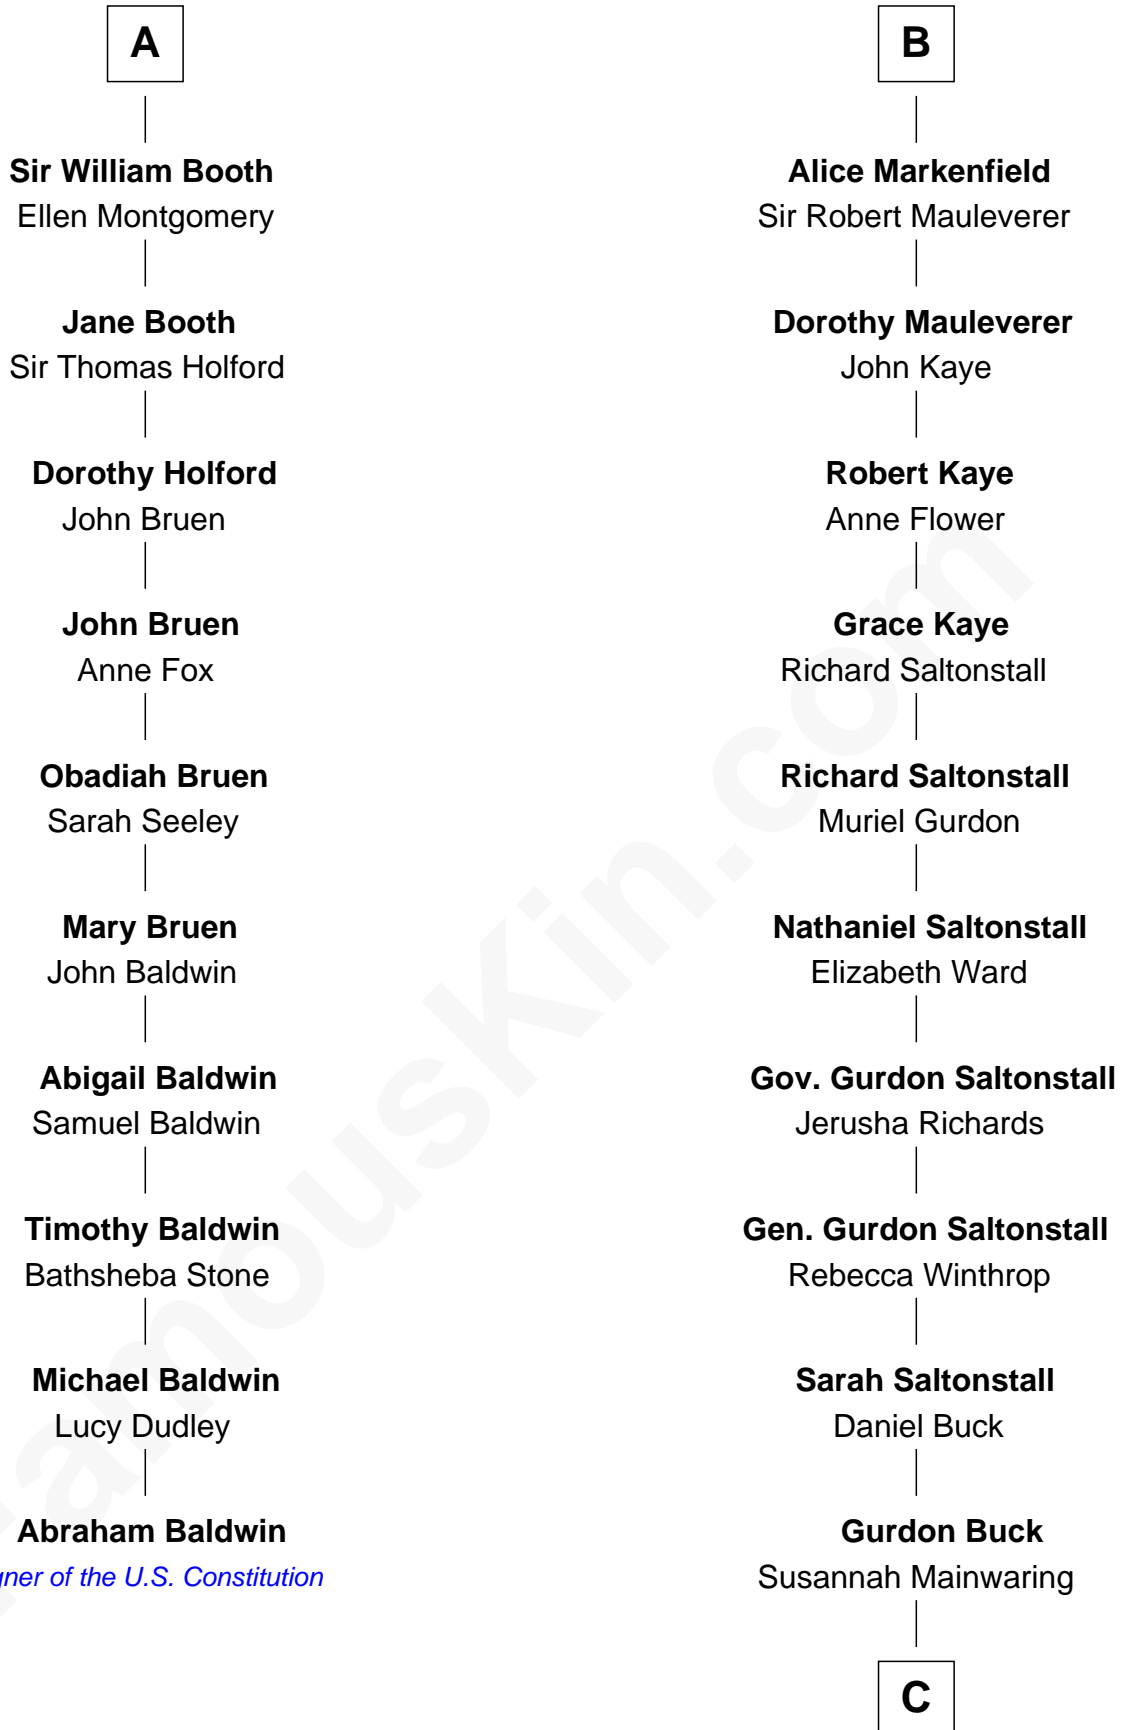 A
Sir William Booth
Ellen Montgomery
Jane Booth
Sir Thomas Holford
Dorothy Holford
John Bruen
John Bruen
Anne Fox
Obadiah Bruen
Sarah Seeley
Mary Bruen
John Baldwin
Abigail Baldwin
Samuel Baldwin
Timothy Baldwin
Bathsheba Stone
Michael Baldwin
Lucy Dudley
Abraham Baldwin
gner of the U.S. Constitution
B
Alice Markenfield
Sir Robert Mauleverer
Dorothy Mauleverer
John Kaye
Robert Kaye
Anne Flower
Grace Kaye
Richard Saltonstall
Richard Saltonstall
Muriel Gurdon
Nathaniel Saltonstall
Elizabeth Ward
Gov. Gurdon Saltonstall
Jerusha Richards
Gen. Gurdon Saltonstall
Rebecca Winthrop
Sarah Saltonstall
Daniel Buck
Gurdon Buck
Susannah Mainwaring
C
FamousKin.com